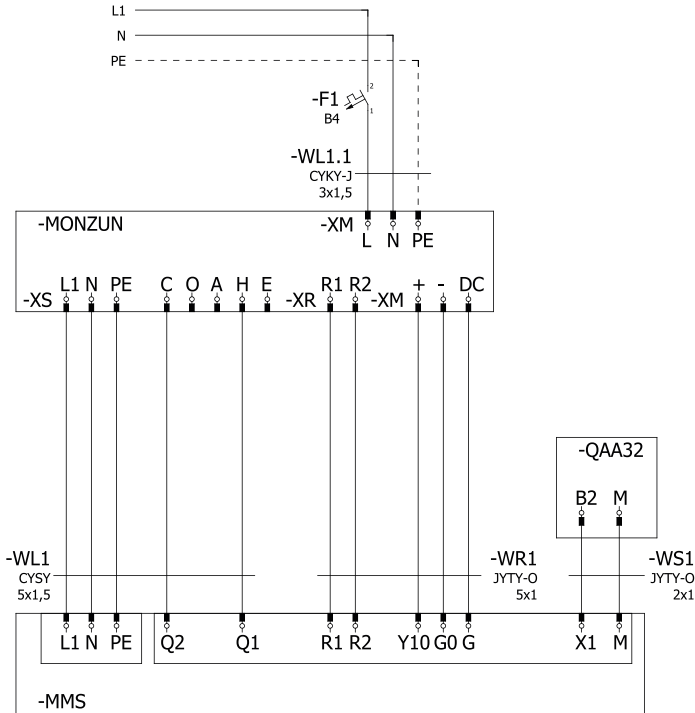 L1
N
PE
2
-F1
B4
1
-WL1.1
CYKY-J
3x1,5
-MONZUN
-XM
L N PE
L1 N PE C O A H E R1 R2 + - DC
-XS -XR -XM
-QAA32
B2 M
-WL1 -WR1 -WS1
CYSY JYTY-O JYTY-O
5x1,5 5x1 2x1
L1 N PE Q2 Q1 R1 R2 Y10 G0 G X1 M
-MMS